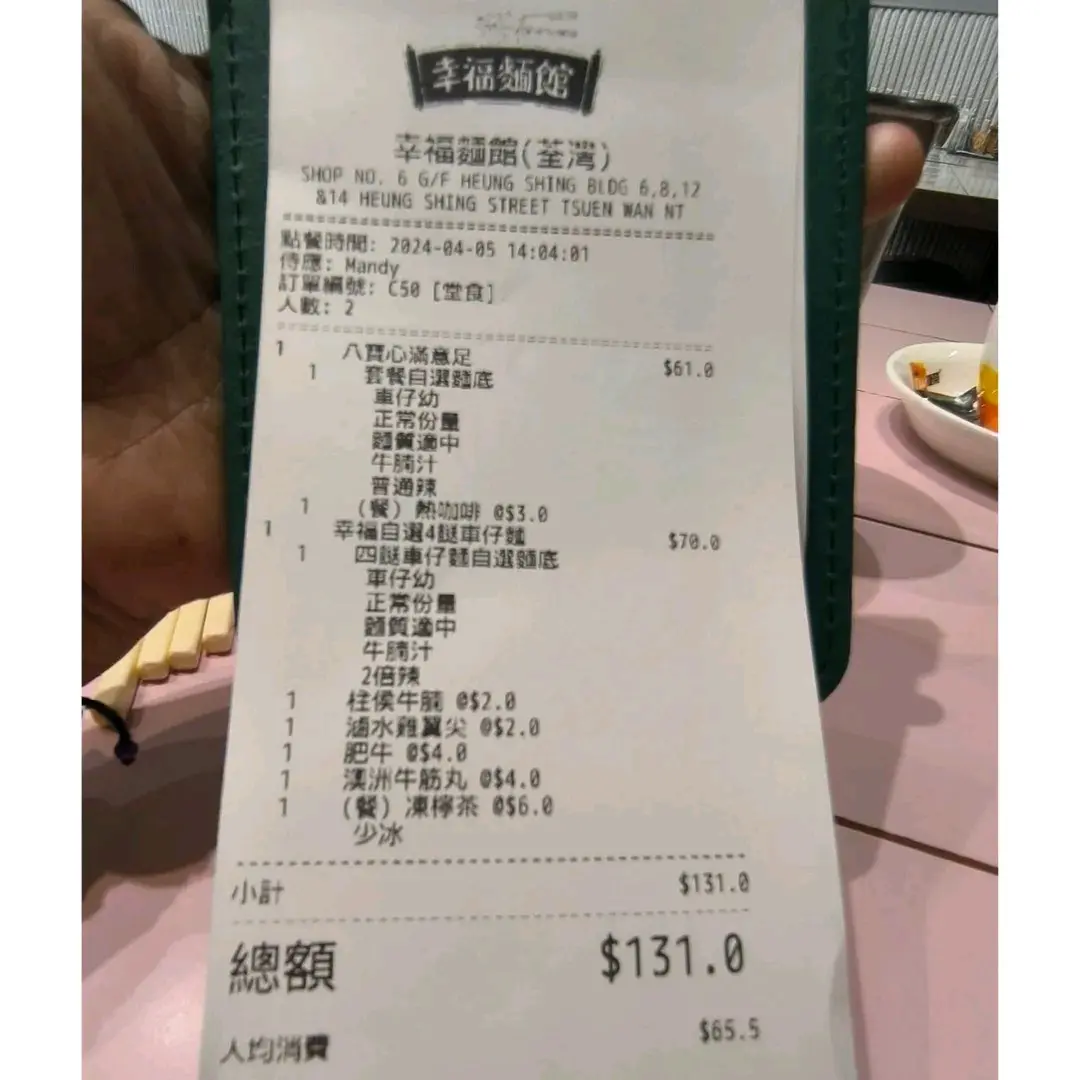 幸福麵館
幸福麵館(荃灣)
SHOP NO. 6 G/F HEUNG SHING BLDG 6,8,12
&14 HEUNG SHING STREET TSUEN WAN NT
點餐時間: 2024-04-05 14:04:01
侍應: Mandy
訂單編號: C50 [堂食]
人數: 2
1 八寶心滿意足 $61.0
1 套餐自選麵底
車仔幼
正常份量
麵質適中
牛腩汁
普通辣
1 (餐) 熱咖啡 @$3.0
1 幸福自選4餸車仔麵 $70.0
1 四餸車仔麵自選麵底
車仔幼
正常份量
麵質適中
牛腩汁
2倍辣
1 柱侯牛腩 @$2.0
1 滷水雞翼尖 @$2.0
1 肥牛 @$4.0
1 澳洲牛筋丸 @$4.0
1 (餐) 凍檸茶 @$6.0
少冰
小計 $131.0
總額 $131.0
人均消費 $65.5